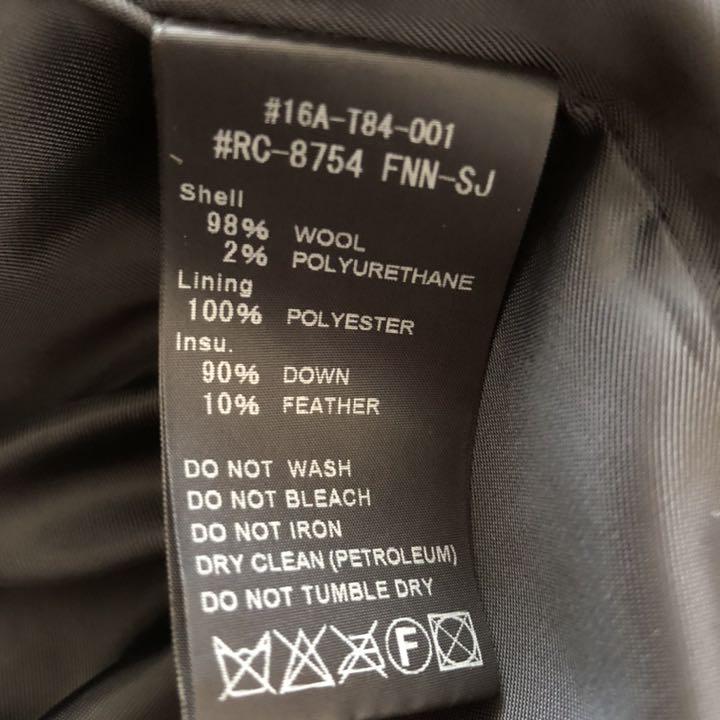 #16A-T84-001
#RC-8754 FNN-SJ
Shell
98% WOOL
2% POLYURETHANE
Lining
100% POLYESTER
Insu.
90% DOWN
10% FEATHER
DO NOT WASH
DO NOT BLEACH
DO NOT IRON
DRY CLEAN (PETROLEUM)
DO NOT TUMBLE DRY
F